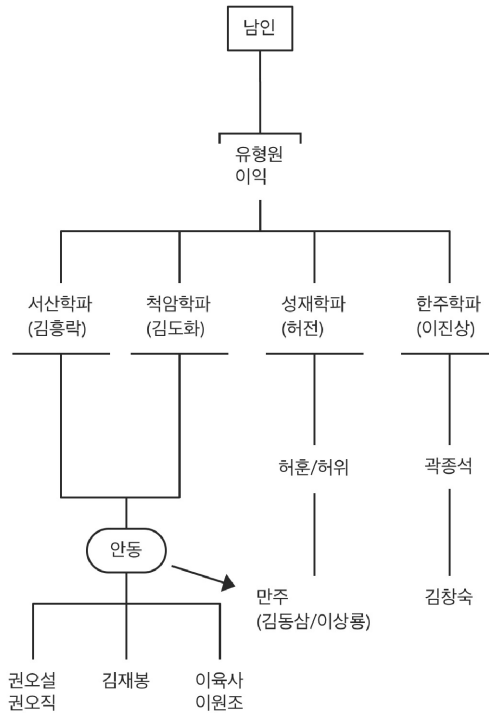 남인
유형원
이익
서산학파
(김흥락)
척암학파
(김도화)
성재학파
(허전)
한주학파
(이진상)
허훈/허위
곽종석
안동
만주
(김동삼/이상룡)
김창숙
권오설
권오직
김재봉
이육사
이원조